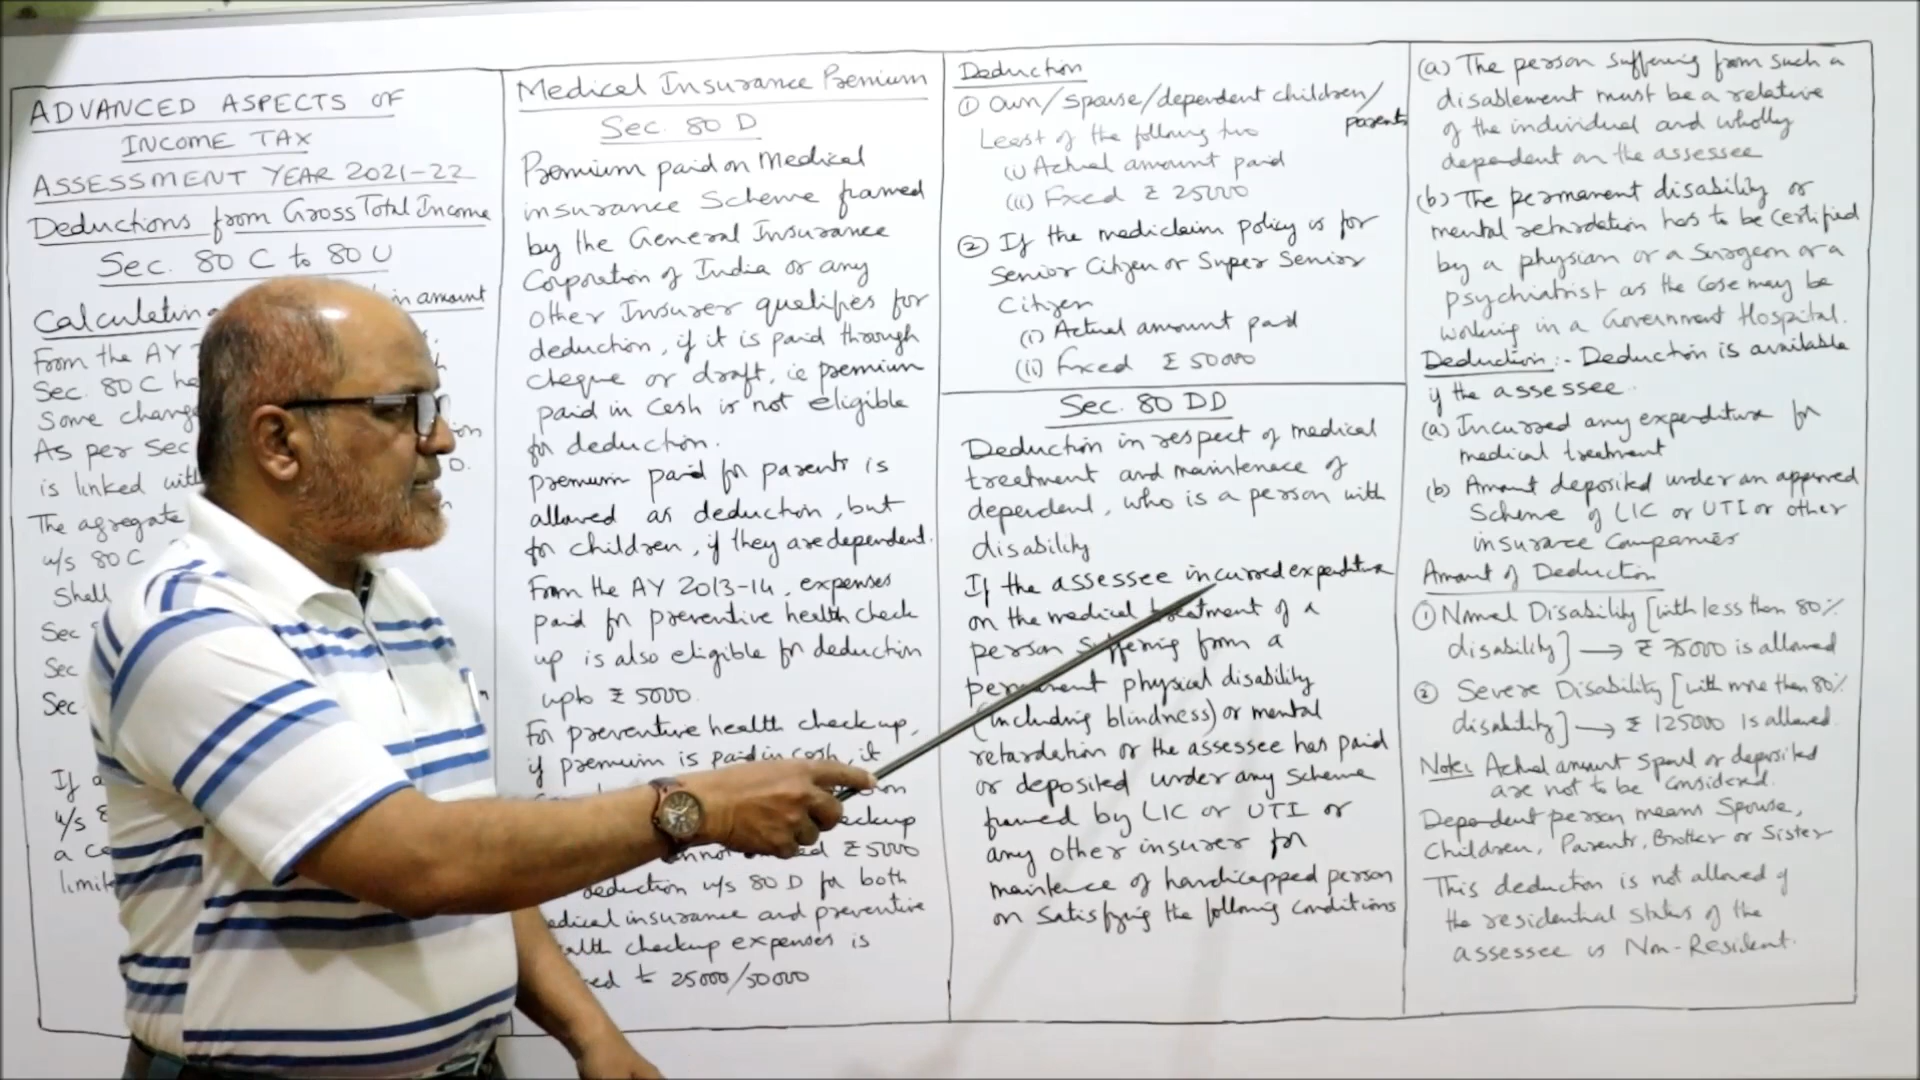 ADVANCED ASPECTS OF
INCOME TAX
ASSESSMENT YEAR 2021-22
Deductions from Gross Total Income
Sec. 80 C to 80 U
Calculating amount
From the AY
Sec. 80 C
Some
As per Sec
is linked
The agregate
u/s 80 C
Shall
Sec
Sec
Sec
If
u/s
a
limit
Medical Insurance Premium
Sec. 80 D
Premium paid on Medical
insurance Scheme framed
by the General Insurance
Corporation of India or any
other Insurer qualifies for
deduction, if it is paid through
cheque or draft, ie premium
paid in Cash is not eligible
for deduction.
premium paid for parents is
allowed as deduction, but
for children, if they are dependent.
From the AY 2013-14, expenses
paid for preventive health check
up is also eligible for deduction
upto ₹ 5000.
For preventive health checkup,
if premium is paid in cash, it
checkup
₹ 5000
deduction u/s 80 D for both
medical insurance and preventive
health checkup expenses is
to 25000/50000
Deduction
① Own/spouse/dependent children/
parents
Least of the following two
(i) Actual amount paid
(ii) Fixed ₹ 25000
② If the mediclaim policy is for
Senior Citizen or Super Senior
Citizen
(i) Actual amount paid
(ii) Fixed ₹ 50000
Sec. 80 DD
Deduction in respect of medical
treatment and maintenace of
dependent, who is a person with
disability
If the assessee incurred expenditure
on the medical treatment of a
person suffering from a
permanent physical disability
(including blindness) or mental
retardation or the assessee has paid
or deposited under any scheme
framed by LIC or UTI or
any other insurer for
maintence of handicapped person
on Satisfying the following Conditions
(a) The person suffering from such a
disablement must be a relative
of the individual and wholly
dependent on the assessee
(b) The permanent disability or
mental retardation has to be certified
by a physian or a Surgeon or a
psychiatrist as the case may be
working in a Government Hospital.
Deduction:- Deduction is available
if the assessee.
(a) Incurred any expenditure for
medical treatment
(b) Amount deposited under an approved
Scheme of LIC or UTI or other
insurance Companies
Amount of Deduction
① Normal Disability [with less than 80%
disability] → ₹ 75000 is allowed
② Severe Disability [with more than 80%
disability] → ₹ 125000 is allowed.
Note: Actual amount Spent or deposited
are not to be Considered.
Dependent person means Spouse,
Children, Parents, Brother or Sister
This deduction is not allowed if
the residential status of the
assessee is Non-Resident.